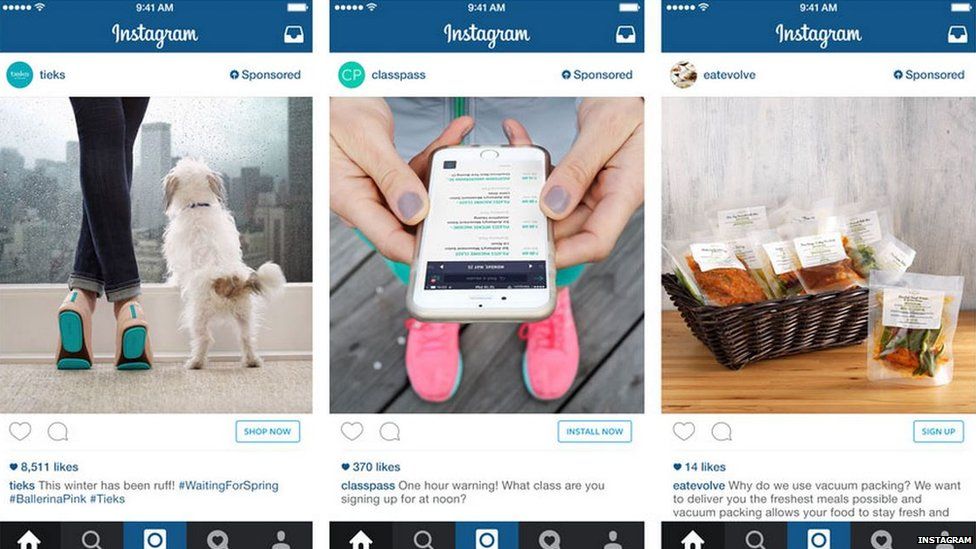 9:41 AM
Instagram
tieks
tieks
Sponsored
SHOP NOW
8,511 likes
tieks This winter has been ruff! #WaitingForSpring
#BallerinaPink #Tieks
9:41 AM
Instagram
CP
classpass
Sponsored
INSTALL NOW
370 likes
classpass One hour warning! What class are you
signing up for at noon?
9:41 AM
Instagram
eatevolve
Sponsored
SIGN UP
14 likes
eatevolve Why do we use vacuum packing? We want
to deliver you the freshest meals possible and
vacuum packing allows your food to stay fresh and
INSTAGRAM